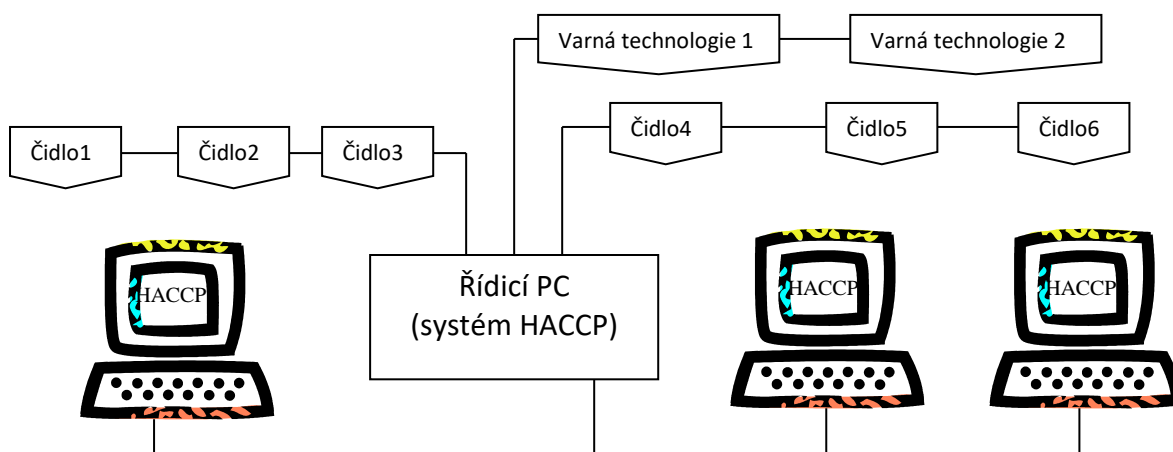 Varná technologie 1
Varná technologie 2
Čidlo4
Čidlo5
Čidlo6
Čidlo1
Čidlo2
Čidlo3
HACCP
Řídicí PC
(systém HACCP)
HACCP
HACCP